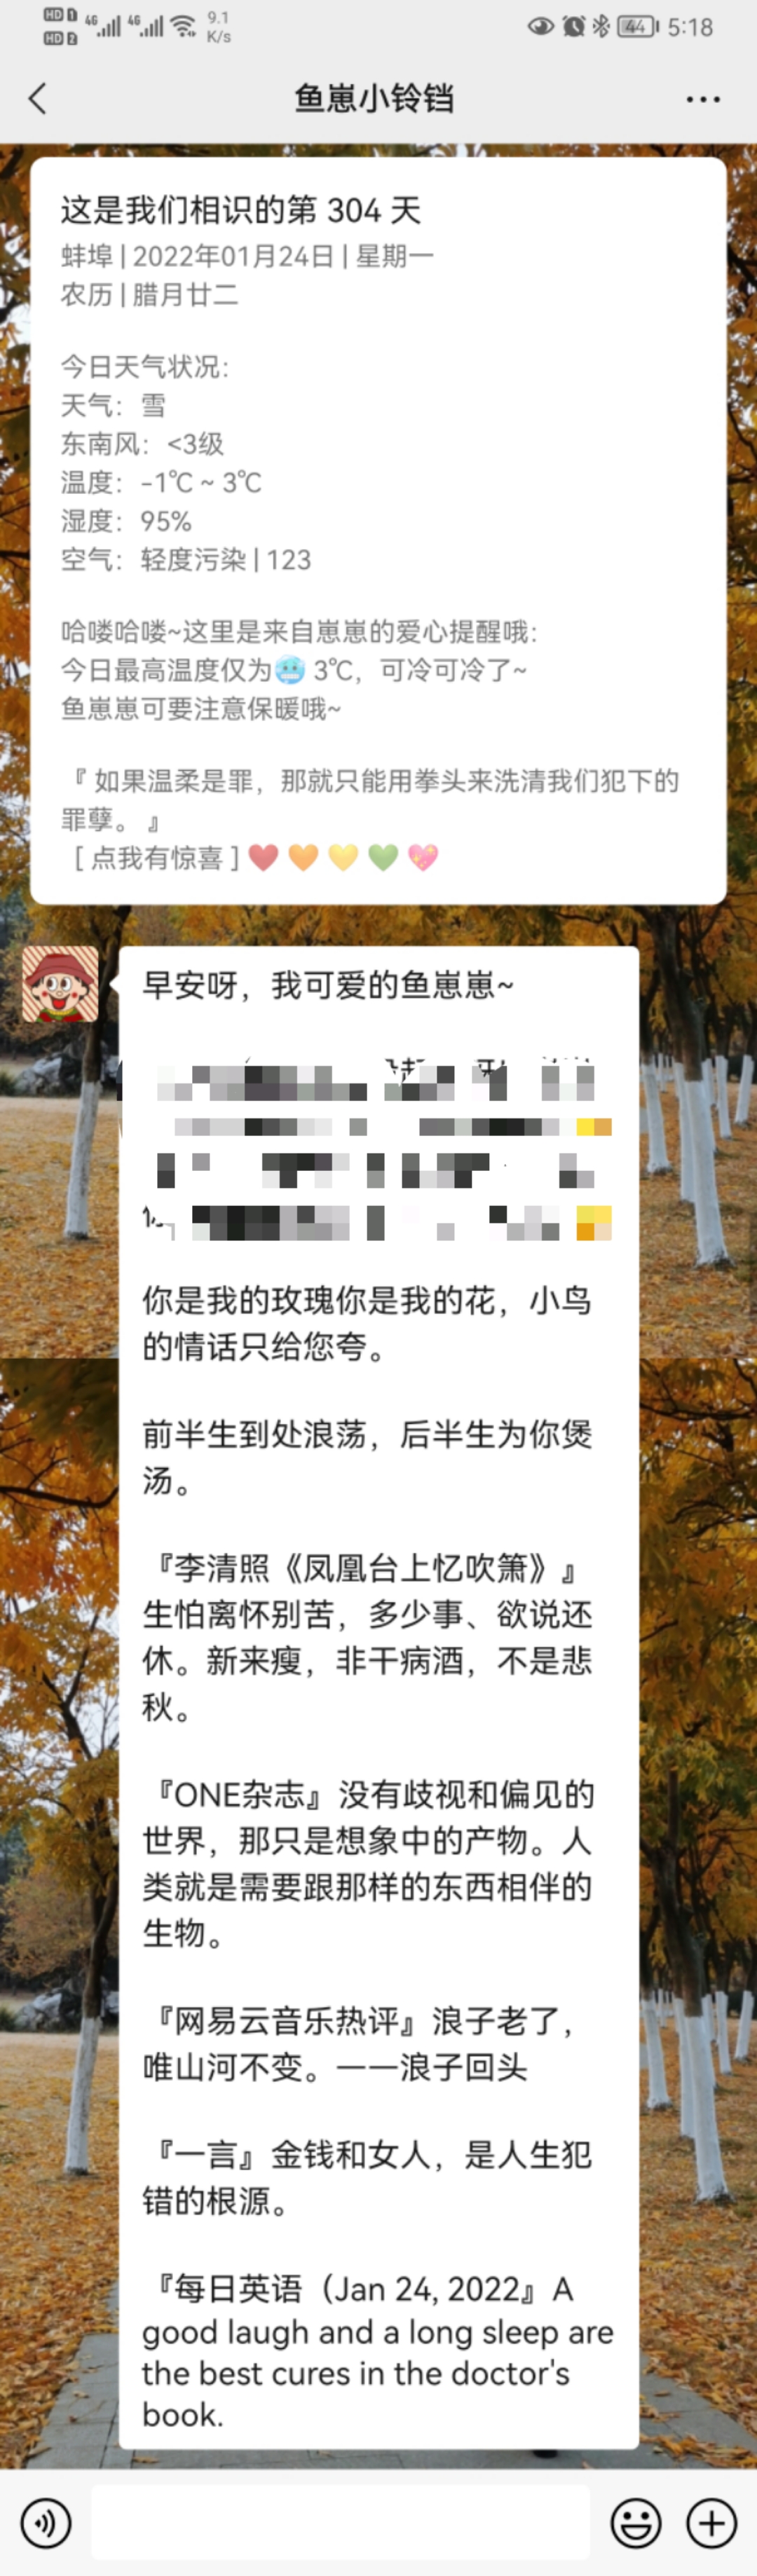 HD 1 4G 4G 9.1
HD 2 K/s
44 5:18
鱼崽小铃铛
这是我们相识的第 304 天
蚌埠 | 2022年01月24日 | 星期一
农历 | 腊月廿二
今日天气状况:
天气：雪
东南风：<3级
温度：-1℃ ~ 3℃
湿度：95%
空气：轻度污染 | 123
哈喽哈喽~这里是来自崽崽的爱心提醒哦:
今日最高温度仅为🥶 3℃，可冷可冷了~
鱼崽崽可要注意保暖哦~
『 如果温柔是罪，那就只能用拳头来洗清我们犯下的
罪孽。 』
[ 点我有惊喜 ] ❤️ 🧡 💛 💚 💖
早安呀，我可爱的鱼崽崽~
你是我的玫瑰你是我的花，小鸟
的情话只给您夸。
前半生到处浪荡，后半生为你煲
汤。
『李清照《凤凰台上忆吹箫》』
生怕离怀别苦，多少事、欲说还
休。新来瘦，非干病酒，不是悲
秋。
『ONE杂志』没有歧视和偏见的
世界，那只是想象中的产物。人
类就是需要跟那样的东西相伴的
生物。
『网易云音乐热评』浪子老了，
唯山河不变。一一浪子回头
『一言』金钱和女人，是人生犯
错的根源。
『每日英语（Jan 24, 2022』A
good laugh and a long sleep are
the best cures in the doctor's
book.